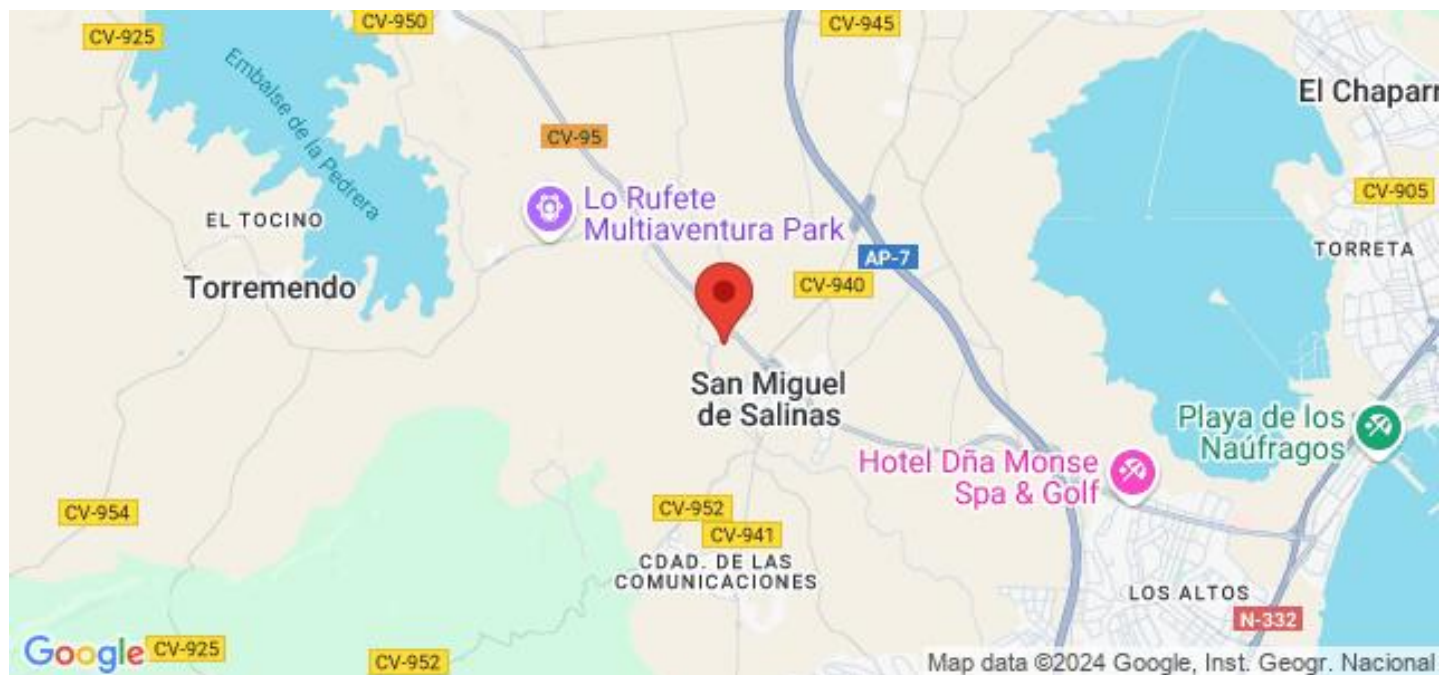 CV-950
CV-945
CV-925
Embalse de la Pedrera
El Chaparr
CV-95
CV-905
Lo Rufete
Multiaventura Park
EL TOCINO
TORRETA
AP-7
Torremendo
CV-940
San Miguel
de Salinas
Playa de los
Naúfragos
Hotel Dña Monse
Spa & Golf
CV-954
CV-952
CV-941
CDAD. DE LAS
COMUNICACIONES
LOS ALTOS
N-332
Google
CV-925
CV-952
Map data ©2024 Google, Inst. Geogr. Nacional